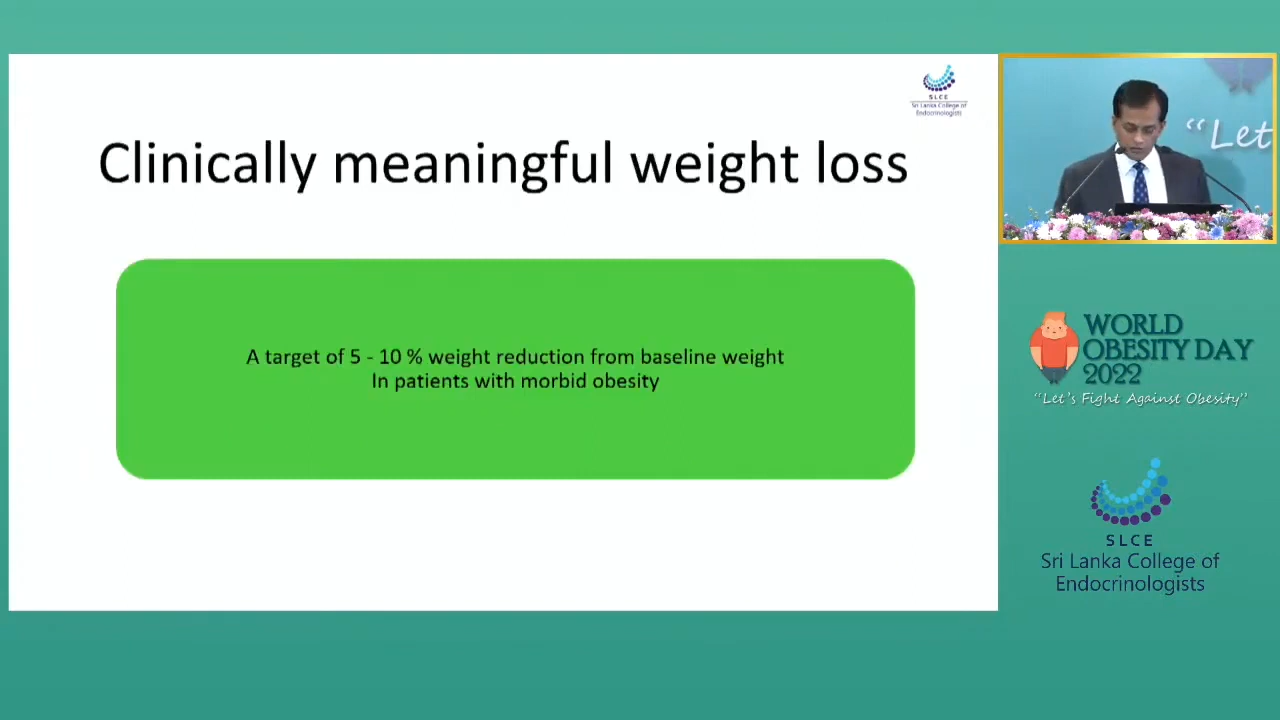 SLCE
Sri Lanka College of
Endocrinologists
Clinically meaningful weight loss
A target of 5 - 10 % weight reduction from baseline weight
In patients with morbid obesity
“Let
WORLD
OBESITY DAY
2022
“Let’s Fight Against Obesity”
SLCE
Sri Lanka College of
Endocrinologists